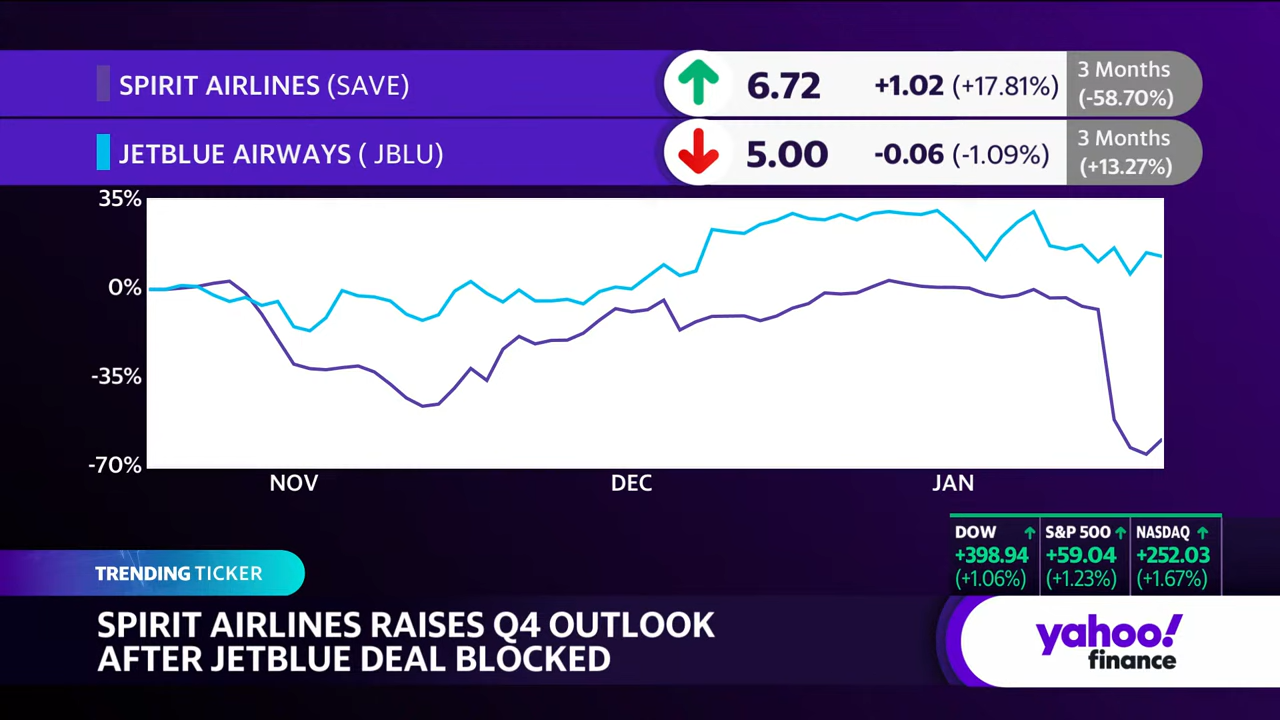 SPIRIT AIRLINES (SAVE)
6.72
+1.02 (+17.81%)
3 Months
(-58.70%)
JETBLUE AIRWAYS ( JBLU)
5.00
-0.06 (-1.09%)
3 Months
(+13.27%)
35%
0%
-35%
-70%
NOV
DEC
JAN
DOW
+398.94
(+1.06%)
S&P 500
+59.04
(+1.23%)
NASDAQ
+252.03
(+1.67%)
TRENDING TICKER
SPIRIT AIRLINES RAISES Q4 OUTLOOK
AFTER JETBLUE DEAL BLOCKED
yahoo!
finance